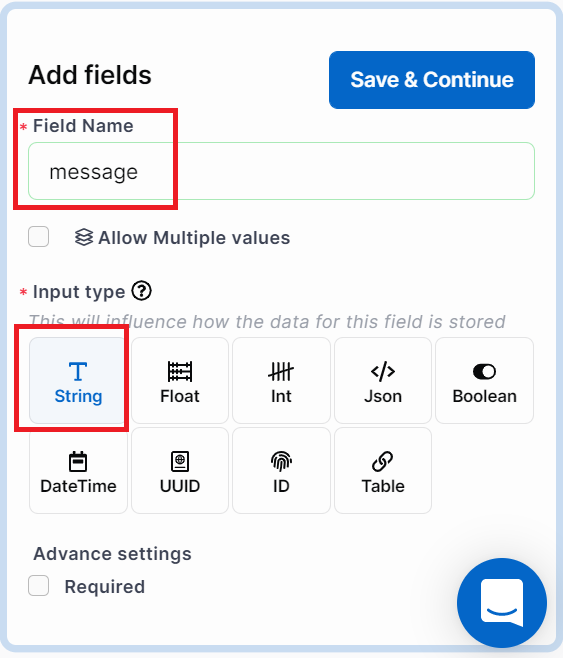 Add fields
Save & Continue
* Field Name
message
Allow Multiple values
* Input type ?
This will influence how the data for this field is stored
String Float Int Json Boolean
DateTime UUID ID Table
Advance settings
Required